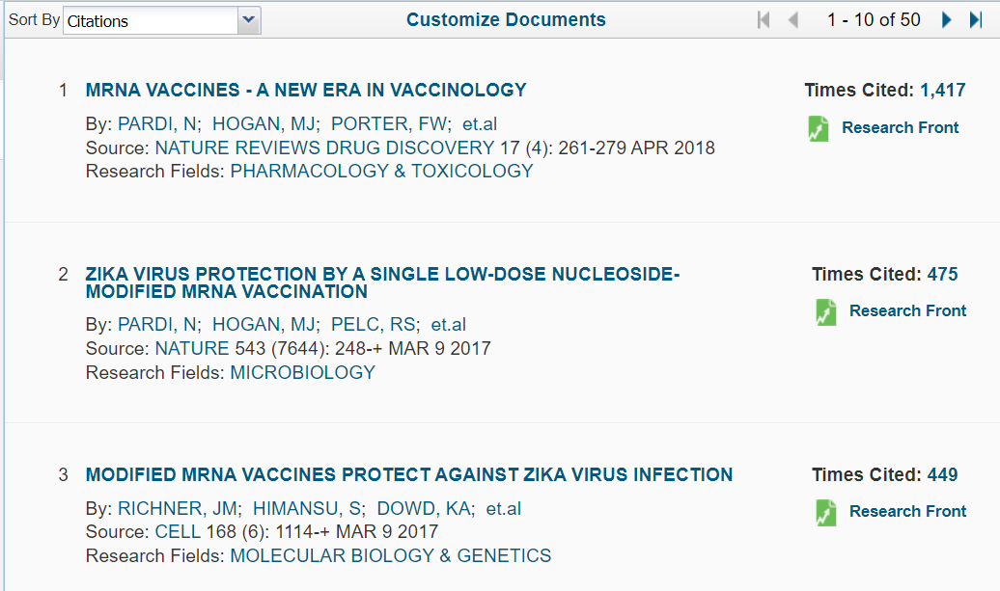 Sort By Citations Customize Documents 1 - 10 of 50
1 MRNA VACCINES - A NEW ERA IN VACCINOLOGY Times Cited: 1,417
By: PARDI, N; HOGAN, MJ; PORTER, FW; et.al Research Front
Source: NATURE REVIEWS DRUG DISCOVERY 17 (4): 261-279 APR 2018
Research Fields: PHARMACOLOGY & TOXICOLOGY
2 ZIKA VIRUS PROTECTION BY A SINGLE LOW-DOSE NUCLEOSIDE- Times Cited: 475
MODIFIED MRNA VACCINATION
Research Front
By: PARDI, N; HOGAN, MJ; PELC, RS; et.al
Source: NATURE 543 (7644): 248-+ MAR 9 2017
Research Fields: MICROBIOLOGY
3 MODIFIED MRNA VACCINES PROTECT AGAINST ZIKA VIRUS INFECTION Times Cited: 449
By: RICHNER, JM; HIMANSU, S; DOWD, KA; et.al Research Front
Source: CELL 168 (6): 1114-+ MAR 9 2017
Research Fields: MOLECULAR BIOLOGY & GENETICS